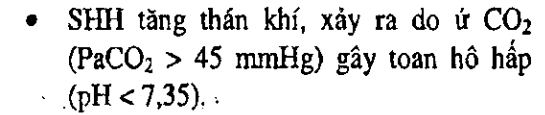 • SHH tăng thán khí, xảy ra do ứ CO₂
(PaCO₂ > 45 mmHg) gây toan hô hấp
(pH < 7,35).